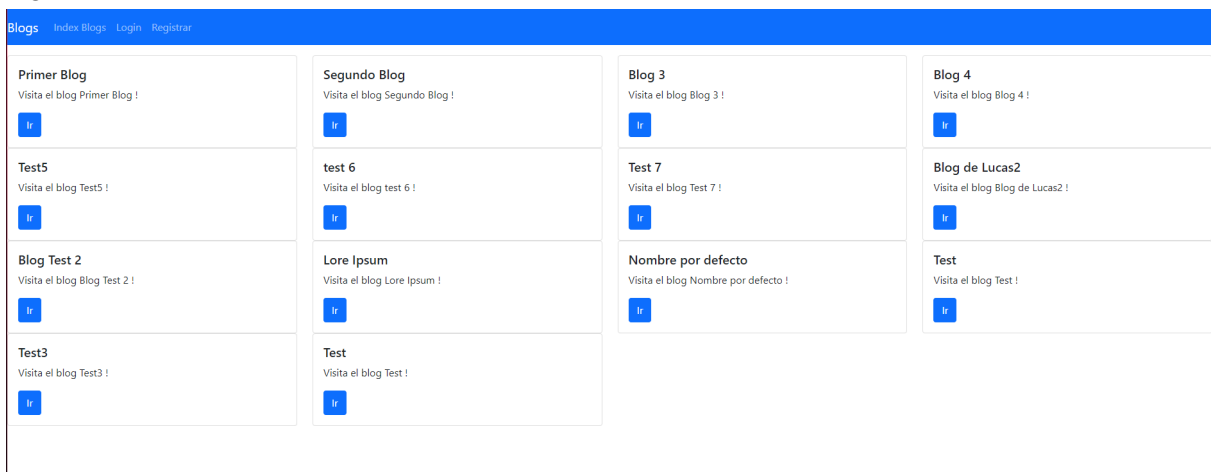 Blogs Index Blogs Login Registrar
Primer Blog
Visita el blog Primer Blog !
Ir
Segundo Blog
Visita el blog Segundo Blog !
Ir
Blog 3
Visita el blog Blog 3 !
Ir
Blog 4
Visita el blog Blog 4 !
Ir
Test5
Visita el blog Test5 !
Ir
test 6
Visita el blog test 6 !
Ir
Test 7
Visita el blog Test 7 !
Ir
Blog de Lucas2
Visita el blog Blog de Lucas2 !
Ir
Blog Test 2
Visita el blog Blog Test 2 !
Ir
Lore Ipsum
Visita el blog Lore Ipsum !
Ir
Nombre por defecto
Visita el blog Nombre por defecto !
Ir
Test
Visita el blog Test !
Ir
Test3
Visita el blog Test3 !
Ir
Test
Visita el blog Test !
Ir